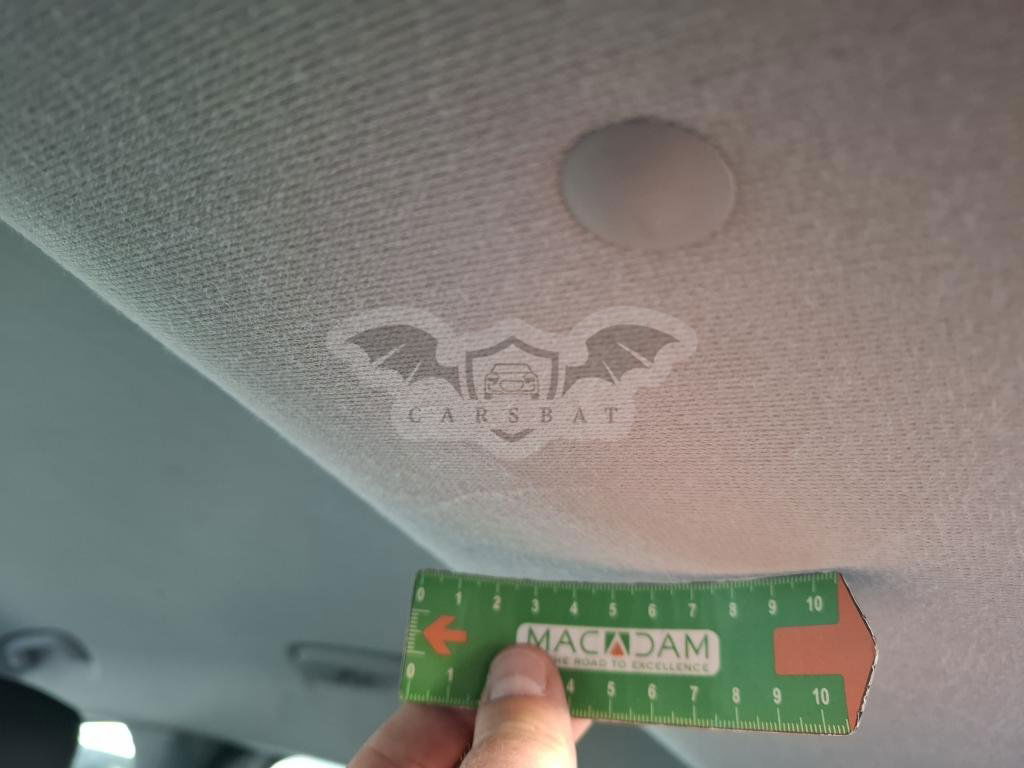 CARSBAT
0 1 2 3 4 5 6 7 8 9 10
MACADAM
THE ROAD TO EXCELLENCE
0 1 4 5 6 7 8 9 10